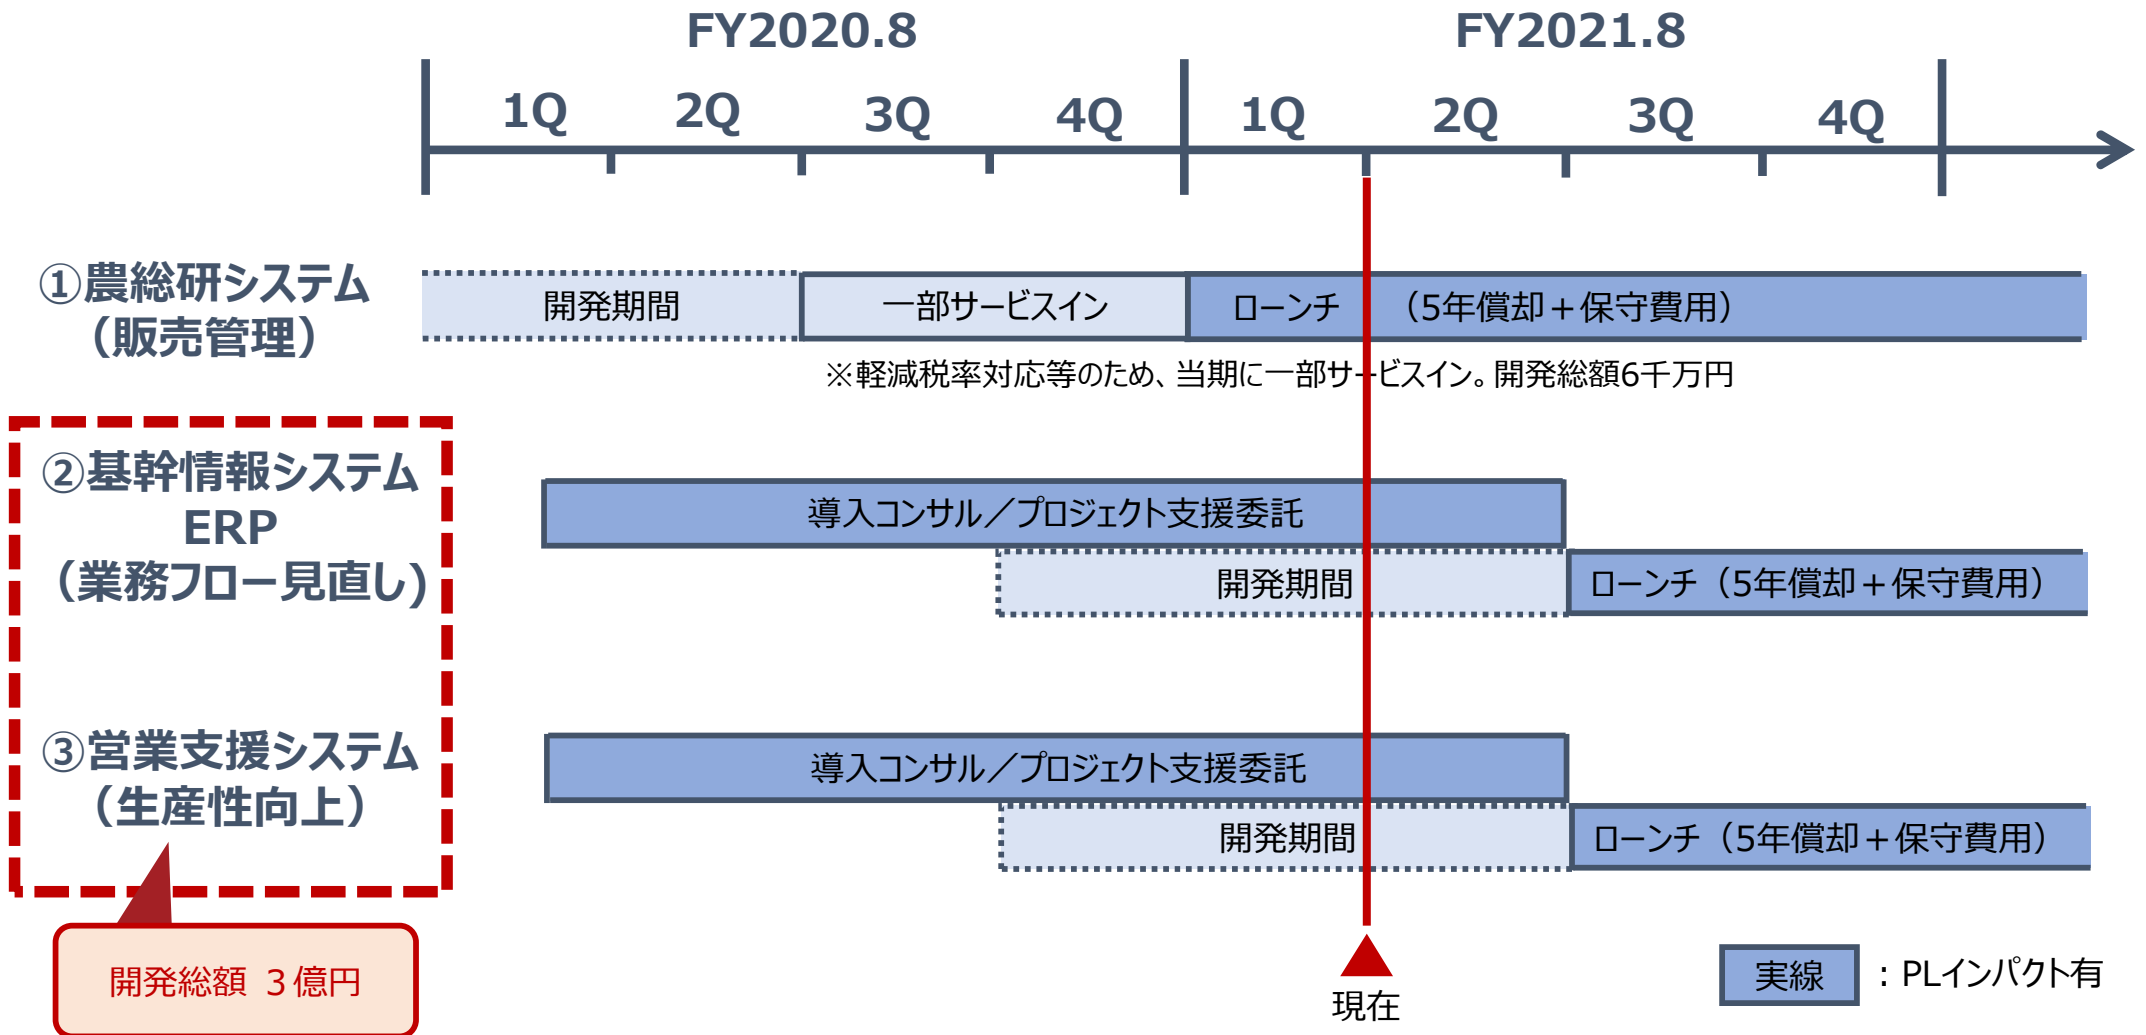 FY2020.8
FY2021.8
1Q 2Q 3Q 4Q 1Q 2Q 3Q 4Q
①農総研システム
（販売管理）
開発期間
一部サービスイン
ローンチ （5年償却＋保守費用）
※軽減税率対応等のため、当期に一部サービスイン。開発総額6千万円
②基幹情報システム
ERP
（業務フロー見直し)
導入コンサル／プロジェクト支援委託
開発期間
ローンチ（5年償却＋保守費用）
③営業支援システム
（生産性向上）
導入コンサル／プロジェクト支援委託
開発期間
ローンチ（5年償却＋保守費用）
開発総額 ３億円
現在
実線
：PLインパクト有